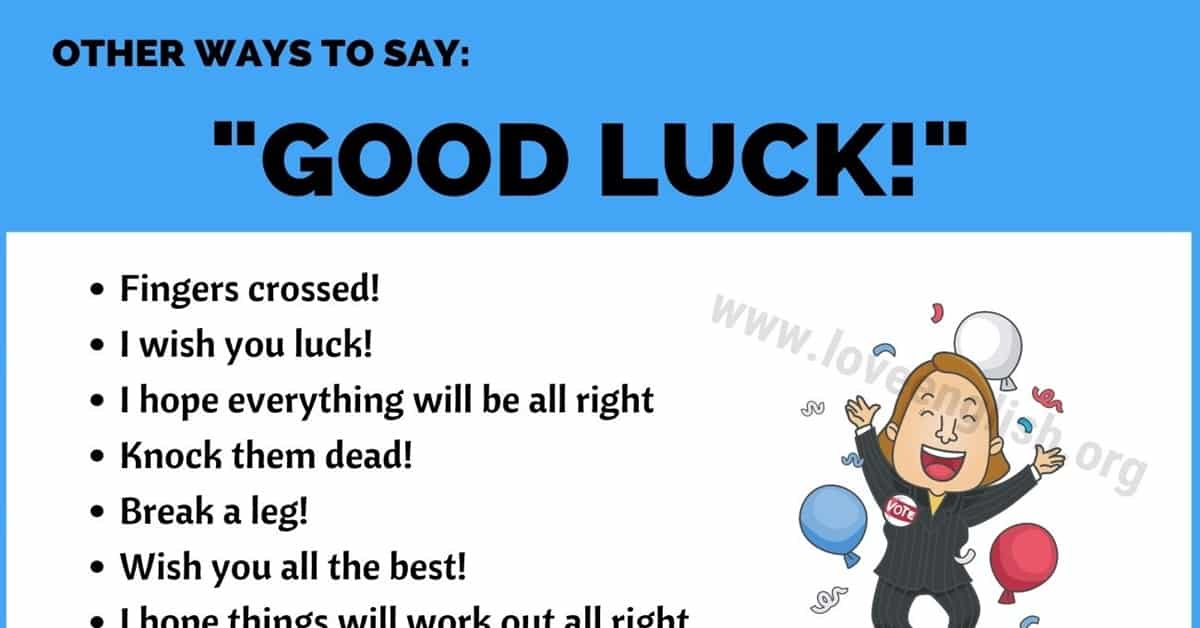 OTHER WAYS TO SAY:
"GOOD LUCK!"
• Fingers crossed!
• I wish you luck!
• I hope everything will be all right
• Knock them dead!
• Break a leg!
• Wish you all the best!
• I hope things will work out all right
www.loveenglish.org
VOTE